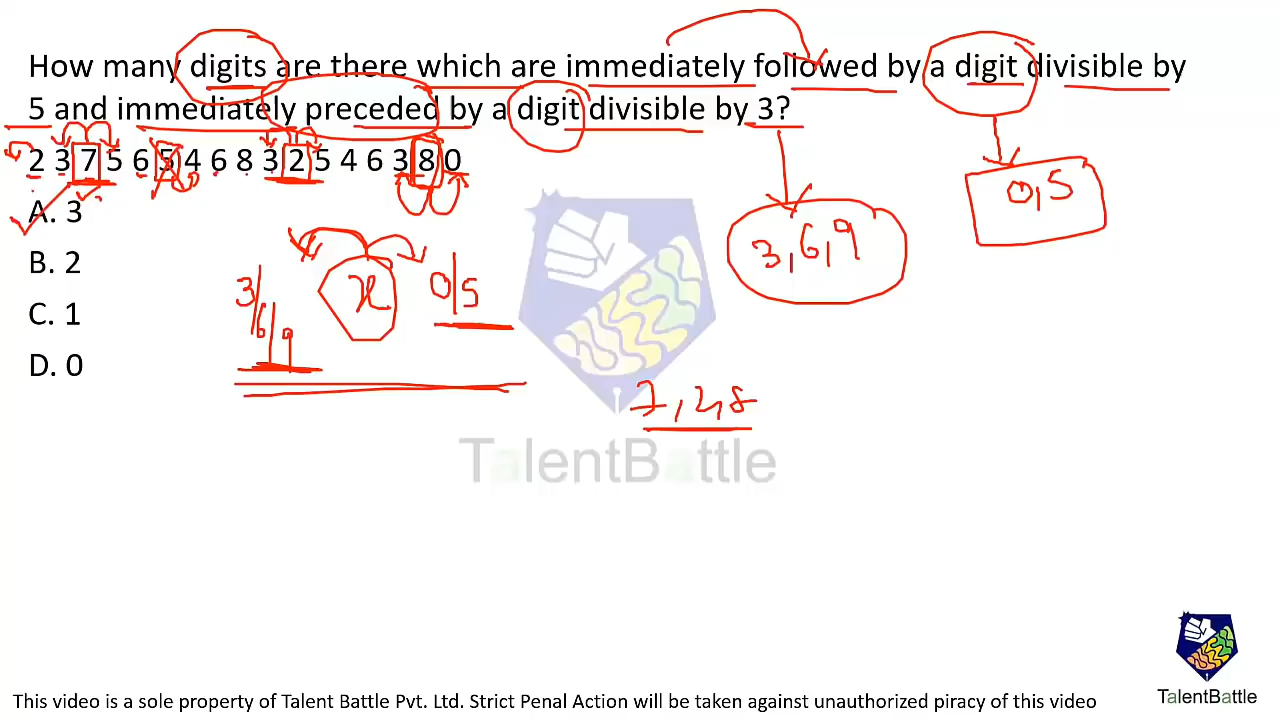 How many digits are there which are immediately followed by a digit divisible by
5 and immediately preceded by a digit divisible by 3?
2 3 7 5 6 5 4 6 8 3 2 5 4 6 3 8 0
A. 3
B. 2
C. 1
D. 0
0,5
3,6,9
3/6/9 x 0/5
7,2,8
TalentBattle
TalentBattle
This video is a sole property of Talent Battle Pvt. Ltd. Strict Penal Action will be taken against unauthorized piracy of this video